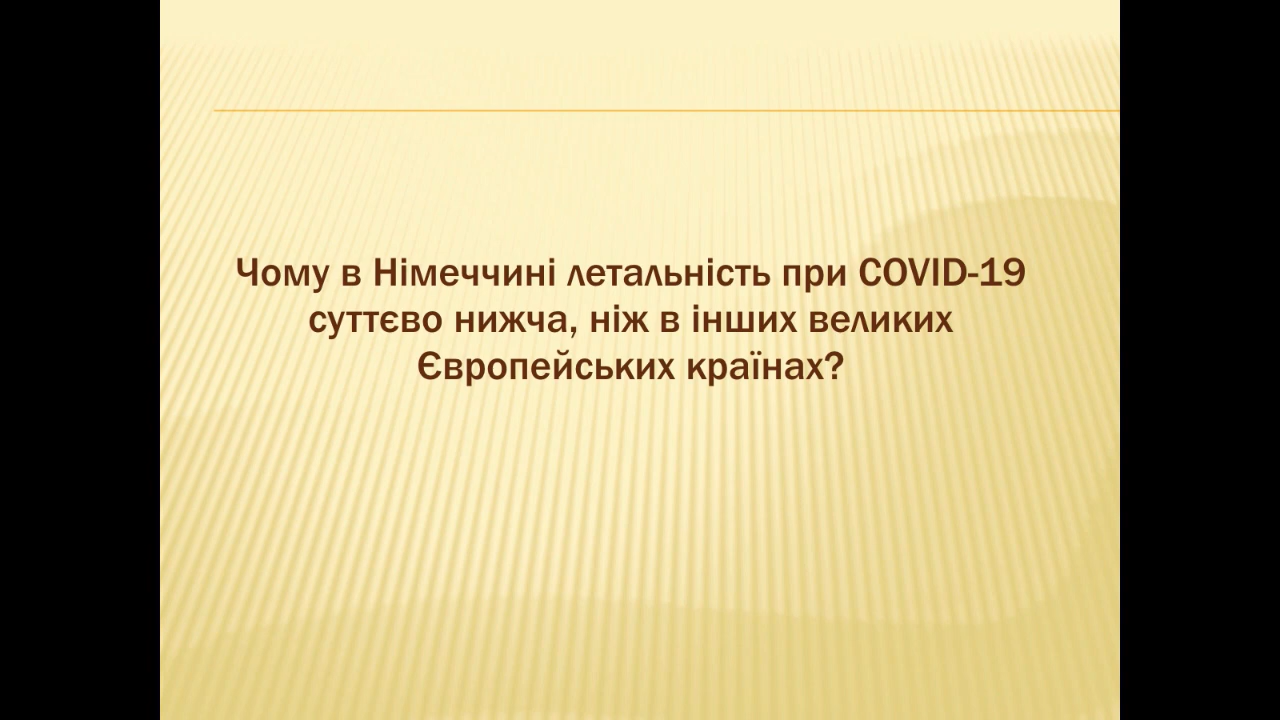 Чому в Німеччині летальність при COVID-19
суттєво нижча, ніж в інших великих
Європейських країнах?